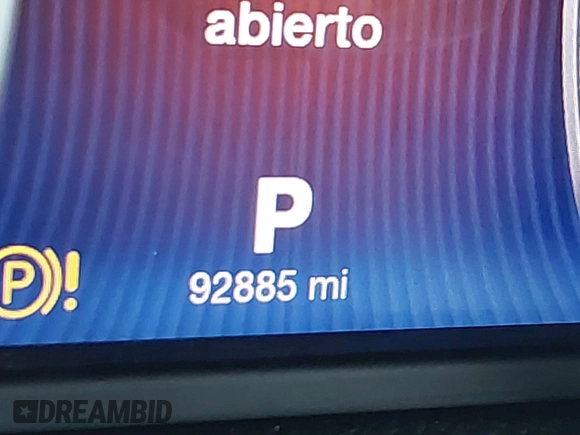 abierto
P
(P)!
92885 mi
DREAMBID